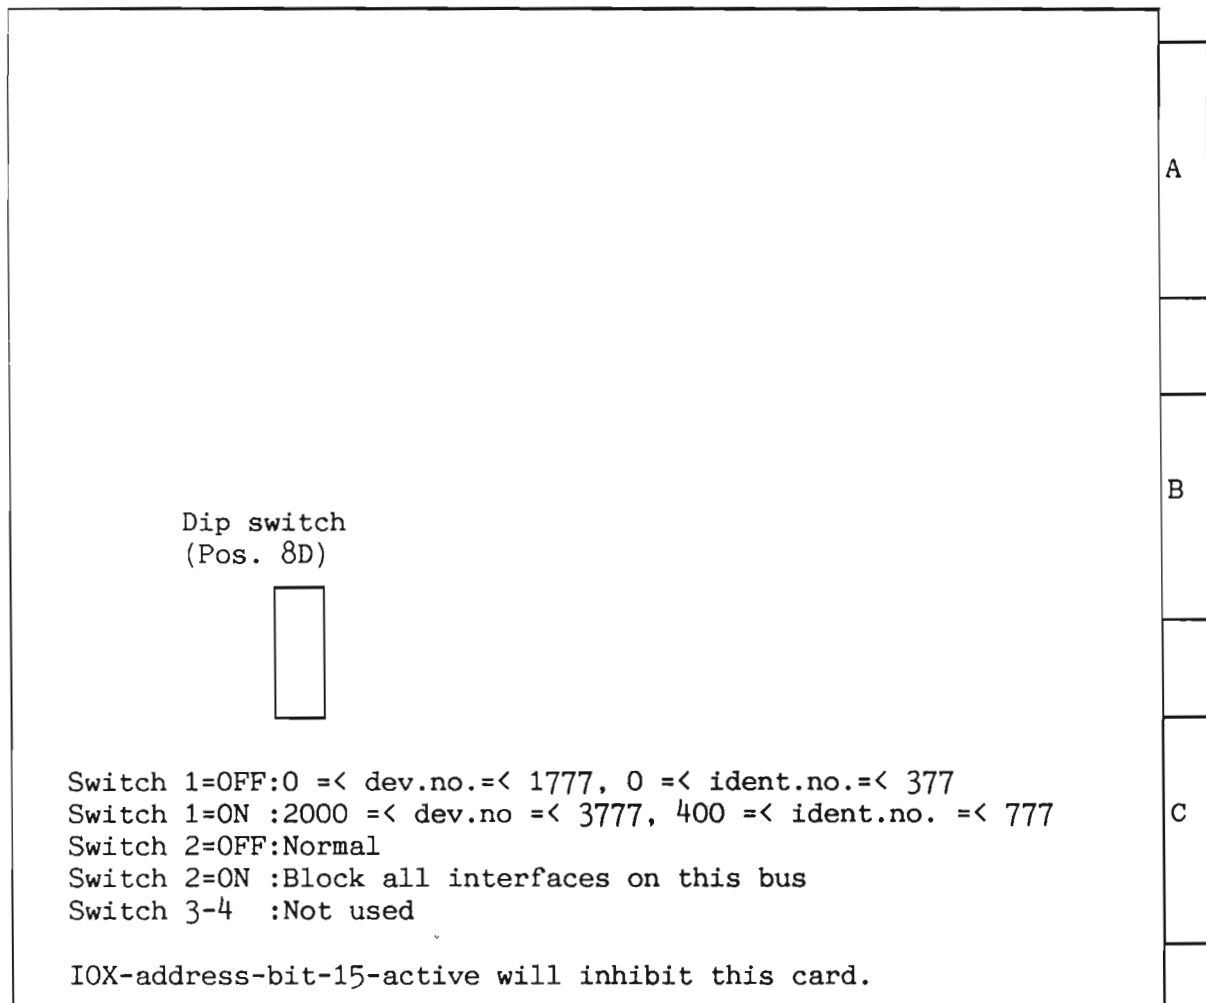 A
B
Dip switch
(Pos. 8D)
Switch 1=OFF:0 =< dev.no.=< 1777, 0 =< ident.no.=< 377
Switch 1=ON :2000 =< dev.no =< 3777, 400 =< ident.no. =< 777
C
Switch 2=OFF:Normal
Switch 2=ON :Block all interfaces on this bus
Switch 3-4 :Not used
IOX-address-bit-15-active will inhibit this card.